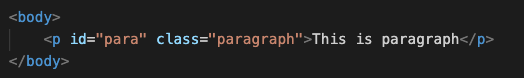 <body>
    <p id="para" class="paragraph">This is paragraph</p>
</body>